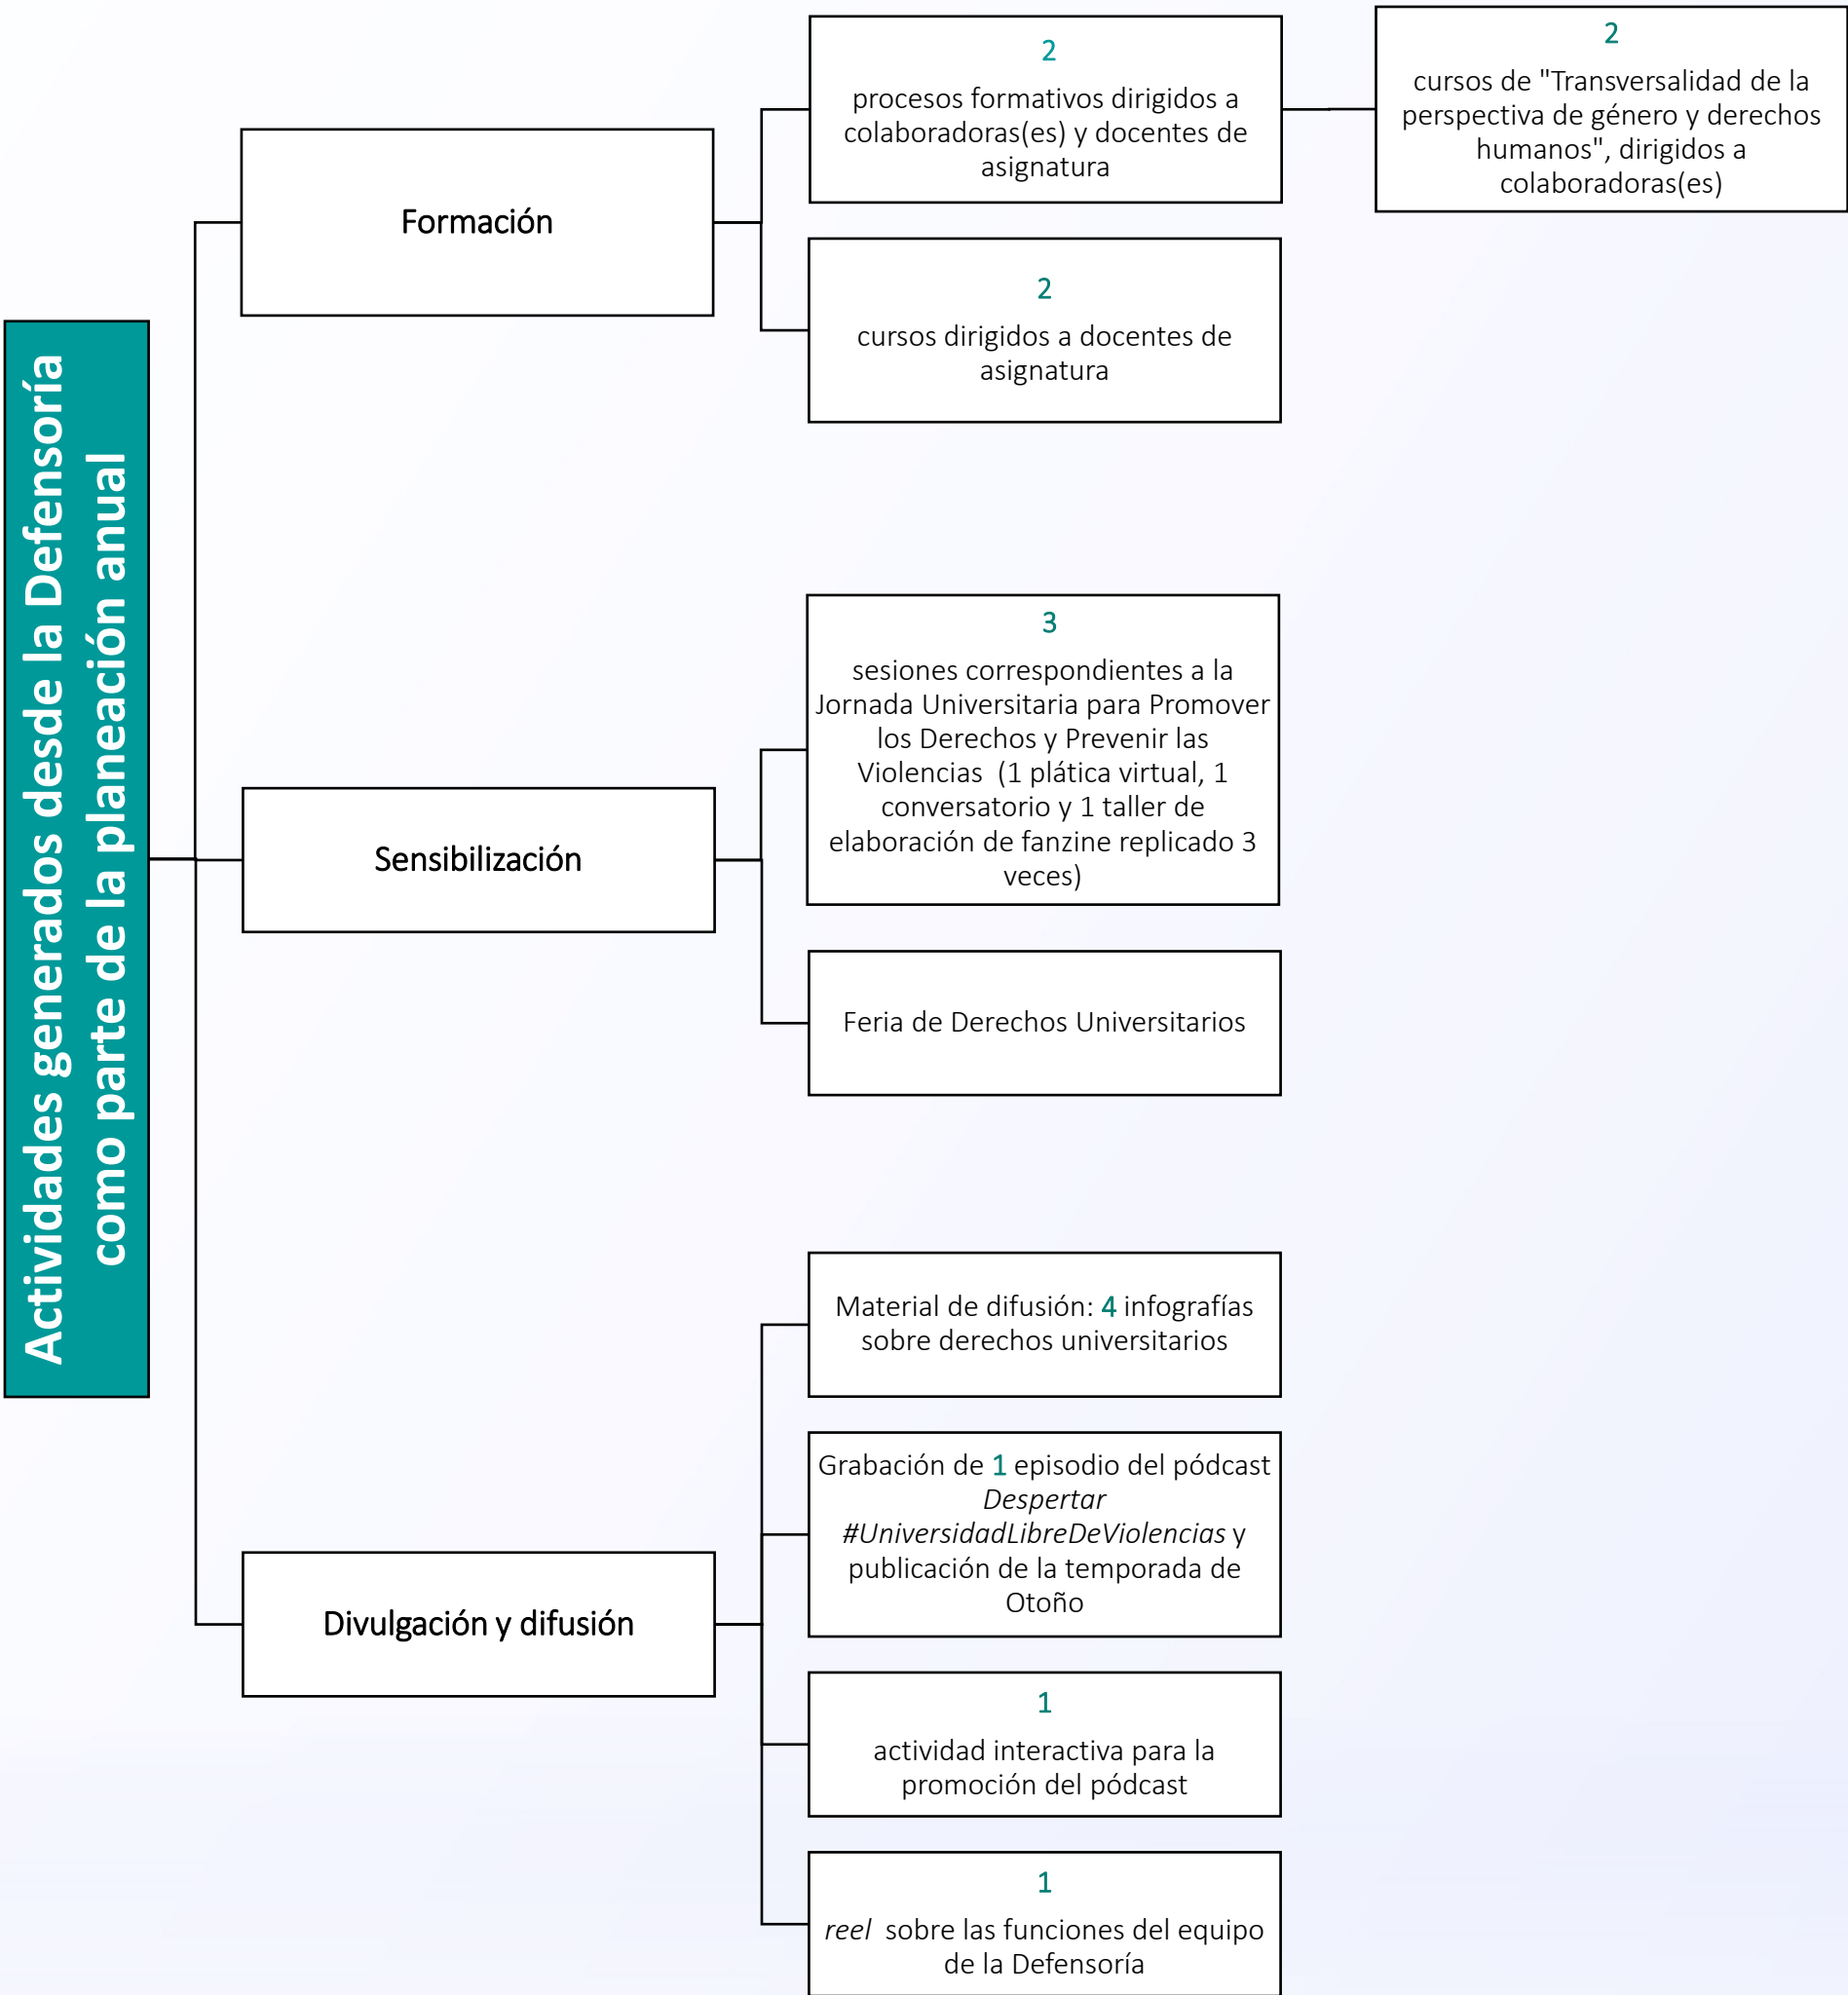 Actividades generados desde la Defensoría
como parte de la planeación anual
Formación
2
procesos formativos dirigidos a
colaboradoras(es) y docentes de
asignatura
2
cursos de "Transversalidad de la
perspectiva de género y derechos
humanos", dirigidos a
colaboradoras(es)
2
cursos dirigidos a docentes de
asignatura
Sensibilización
3
sesiones correspondientes a la
Jornada Universitaria para Promover
los Derechos y Prevenir las
Violencias (1 plática virtual, 1
conversatorio y 1 taller de
elaboración de fanzine replicado 3
veces)
Feria de Derechos Universitarios
Divulgación y difusión
Material de difusión: 4 infografías
sobre derechos universitarios
Grabación de 1 episodio del pódcast
Despertar
#UniversidadLibreDeViolencias y
publicación de la temporada de
Otoño
1
actividad interactiva para la
promoción del pódcast
1
reel sobre las funciones del equipo
de la Defensoría